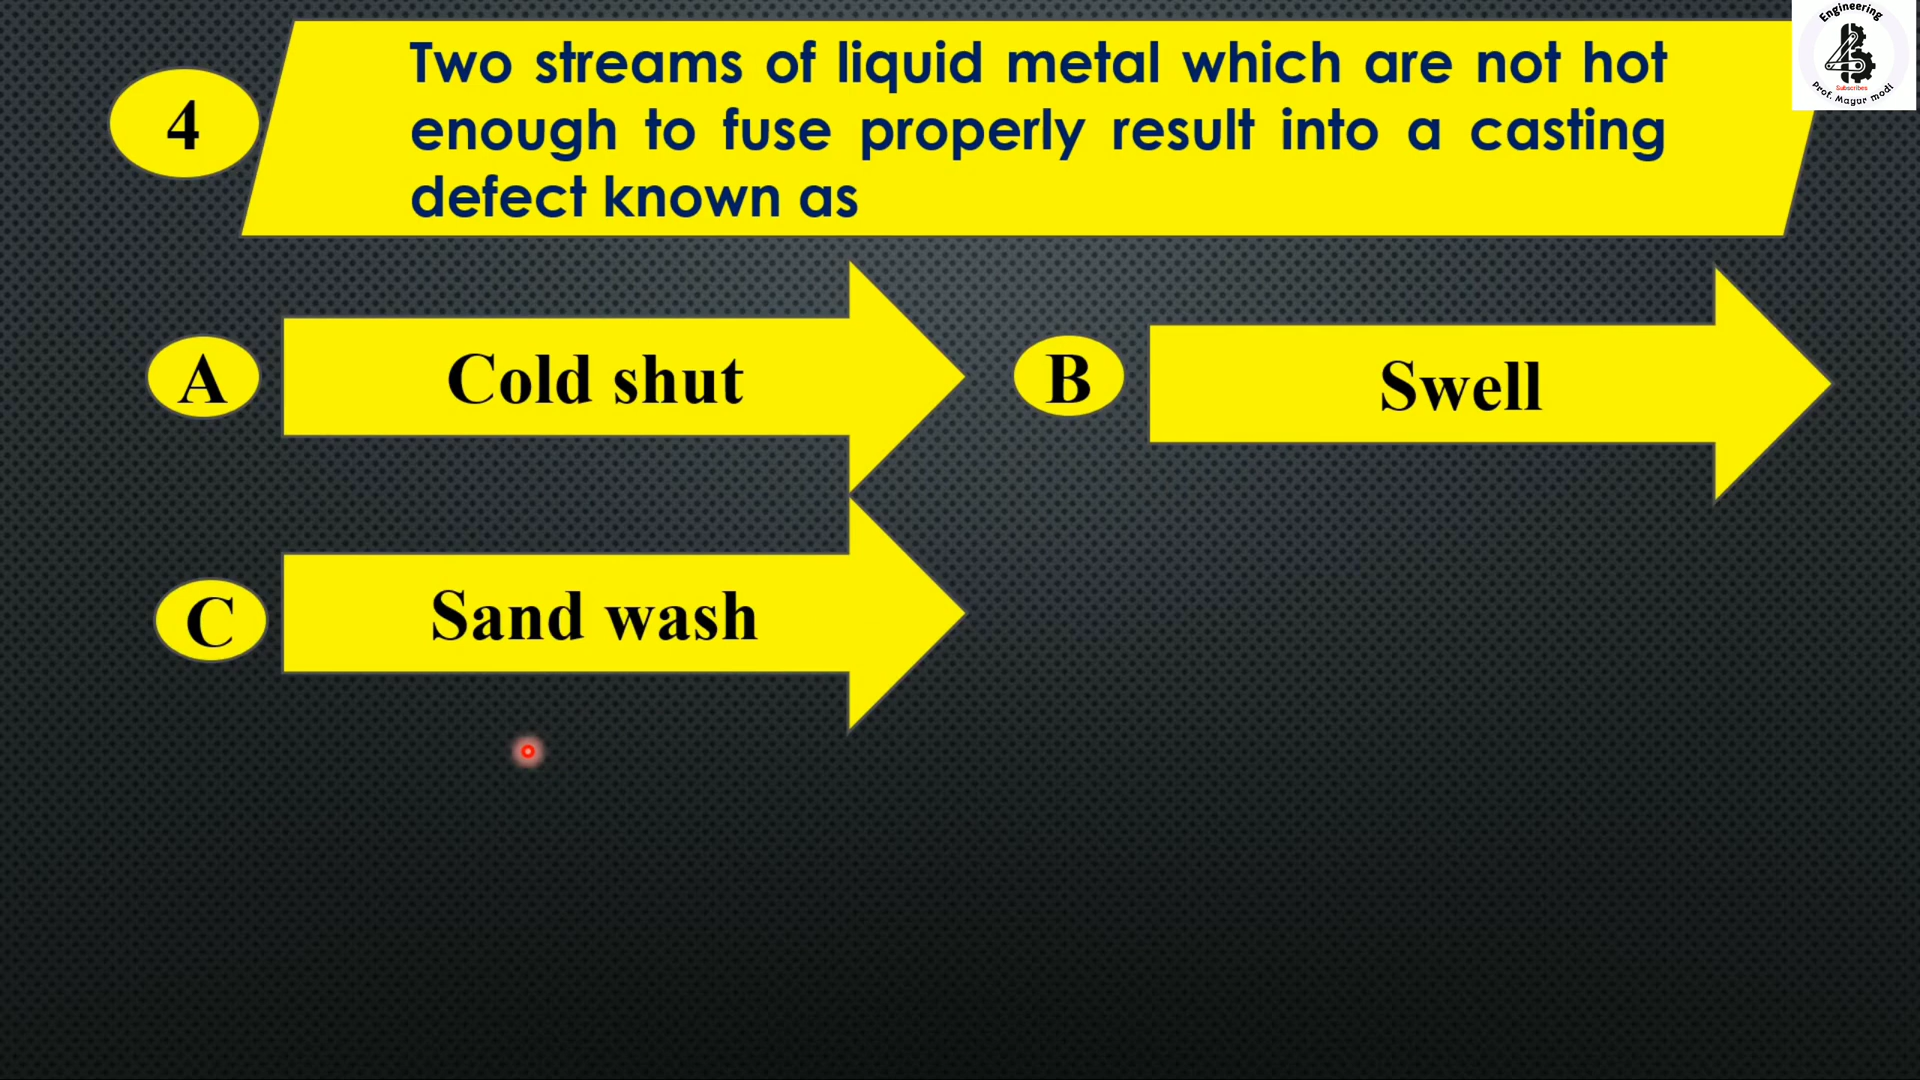 Engineering
Subscribes
Prof. Mayur modi
4
Two streams of liquid metal which are not hot
enough to fuse properly result into a casting
defect known as
A
Cold shut
B
Swell
C
Sand wash